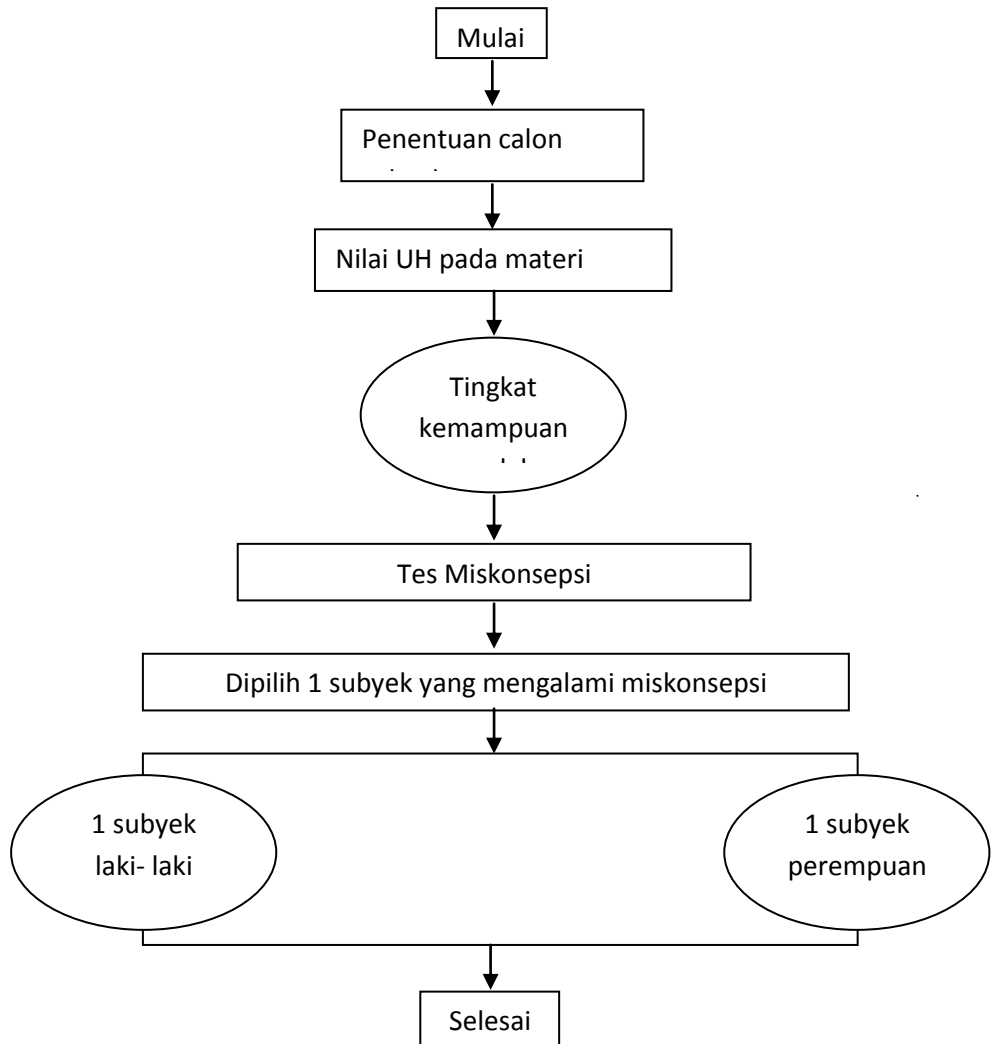 Mulai
Penentuan calon
Nilai UH pada materi
Tingkat
kemampuan
Tes Miskonsepsi
Dipilih 1 subyek yang mengalami miskonsepsi
1 subyek
laki- laki
1 subyek
perempuan
Selesai